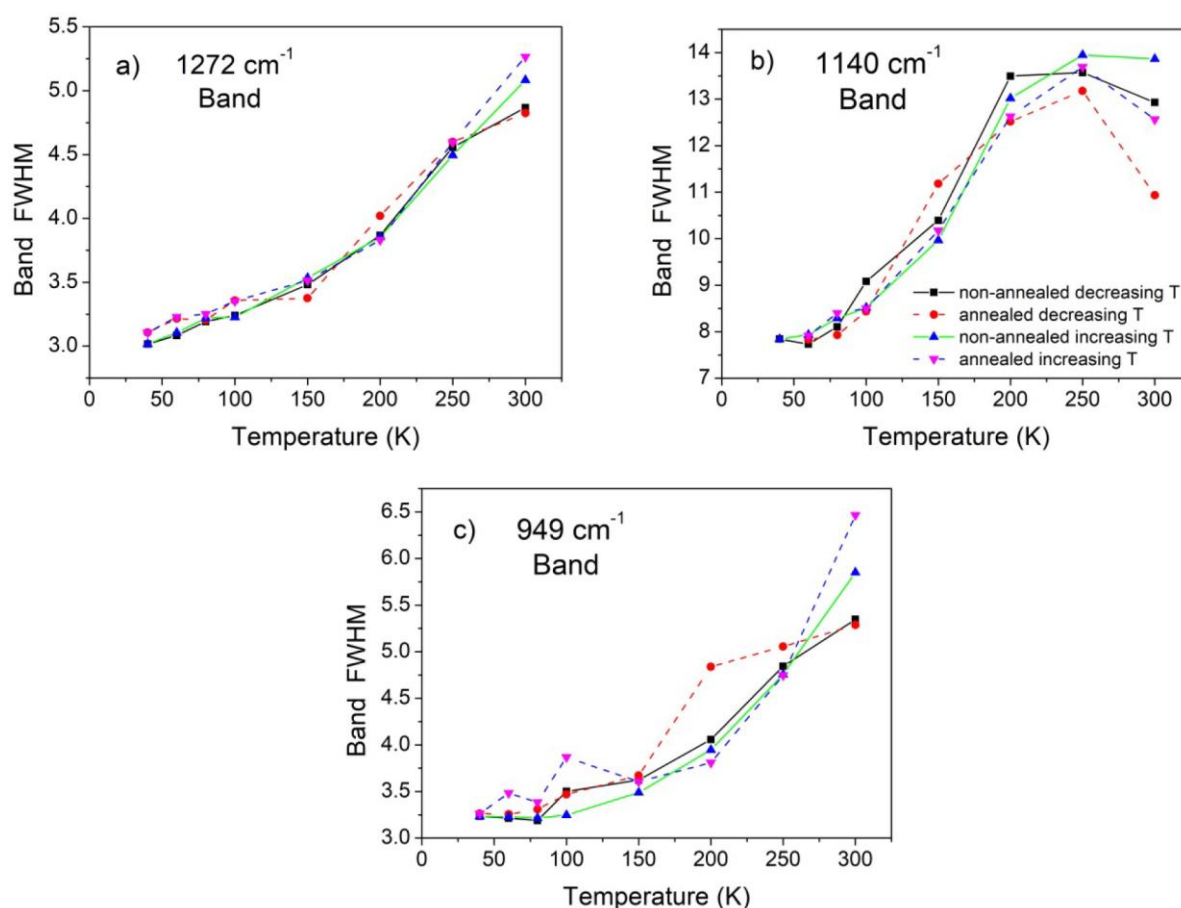 a)
1272 cm⁻¹
Band
Band FWHM
5.5
5.0
4.5
4.0
3.5
3.0
0 50 100 150 200 250 300
Temperature (K)
b)
1140 cm⁻¹
Band
Band FWHM
14
13
12
11
10
9
8
7
non-annealed decreasing T
annealed decreasing T
non-annealed increasing T
annealed increasing T
0 50 100 150 200 250 300
Temperature (K)
c)
949 cm⁻¹
Band
Band FWHM
6.5
6.0
5.5
5.0
4.5
4.0
3.5
3.0
0 50 100 150 200 250 300
Temperature (K)